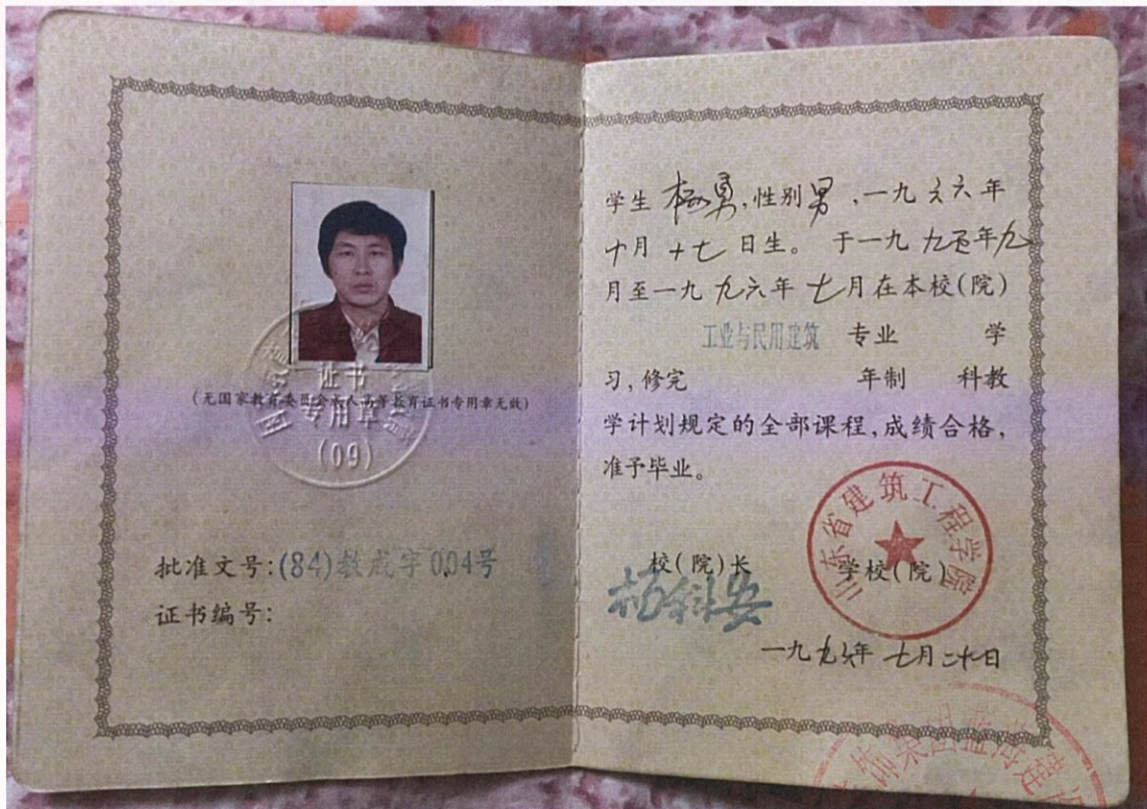 证书
(无国家教育委员会成人高等教育证书专用章无效)
专用章
(09)
批准文号:(84)教成字004号
证书编号:
学生 杨勇,性别男,一九六六年
十月十七日生。于一九九五年九
月至一九九六年七月在本校(院)
工业与民用建筑 专业 学
习,修完 年制 科教
学计划规定的全部课程,成绩合格,
准予毕业。
山东省建筑工程学院
校(院)长
学校(院)
一九九六年七月二十日